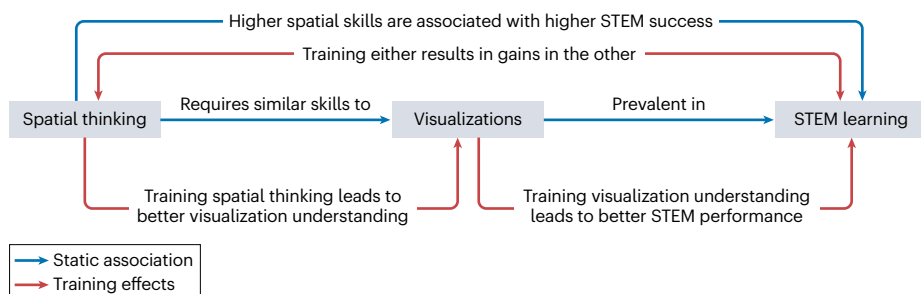 Higher spatial skills are associated with higher STEM success
Training either results in gains in the other
Spatial thinking
Requires similar skills to
Visualizations
Prevalent in
STEM learning
Training spatial thinking leads to
better visualization understanding
Training visualization understanding
leads to better STEM performance
Static association
Training effects